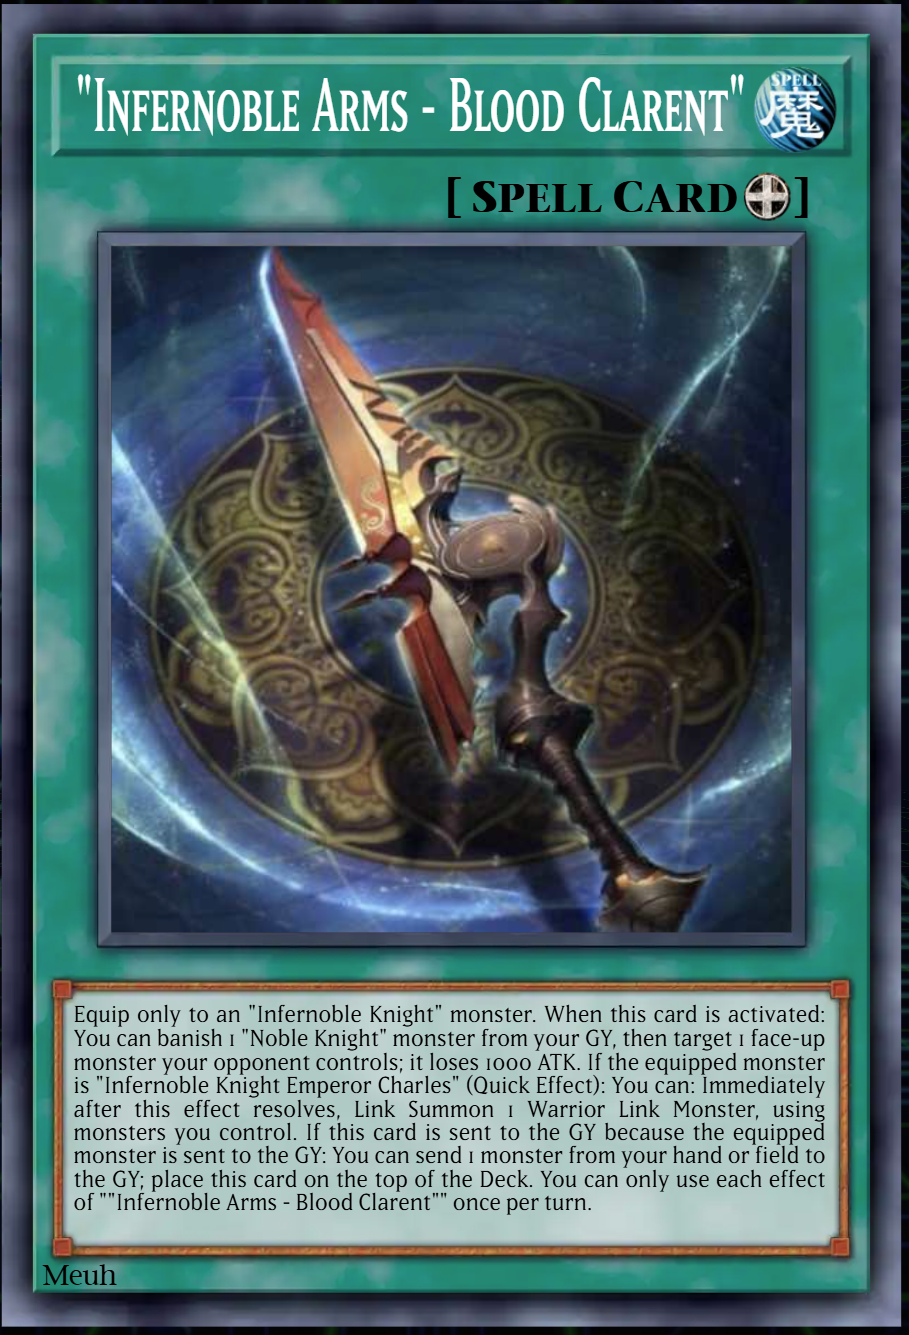 "Infernoble Arms - Blood Clarent"
SPELL
魔
[ Spell Card ]
Equip only to an "Infernoble Knight" monster. When this card is activated:
You can banish 1 "Noble Knight" monster from your GY, then target 1 face-up
monster your opponent controls; it loses 1000 ATK. If the equipped monster
is "Infernoble Knight Emperor Charles" (Quick Effect): You can: Immediately
after this effect resolves, Link Summon 1 Warrior Link Monster, using
monsters you control. If this card is sent to the GY because the equipped
monster is sent to the GY: You can send 1 monster from your hand or field to
the GY; place this card on the top of the Deck. You can only use each effect
of ""Infernoble Arms - Blood Clarent"" once per turn.
Meuh